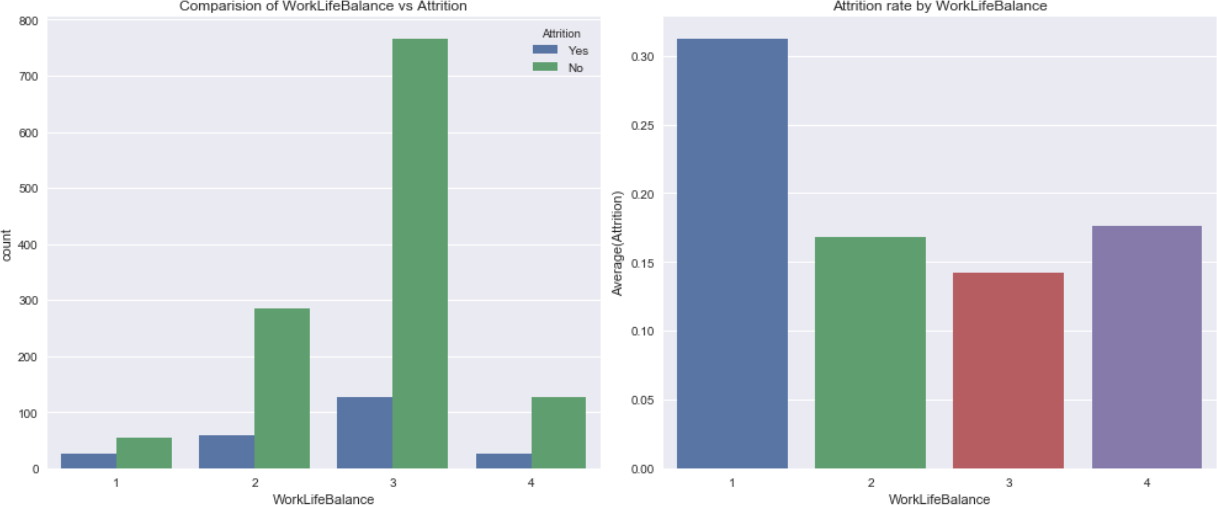 Comparision of WorkLifeBalance vs Attrition
Attrition
Yes
No
800
700
600
500
400
300
200
100
0
count
1 2 3 4
WorkLifeBalance
Attrition rate by WorkLifeBalance
0.30
0.25
0.20
0.15
0.10
0.05
0.00
Average(Attrition)
1 2 3 4
WorkLifeBalance